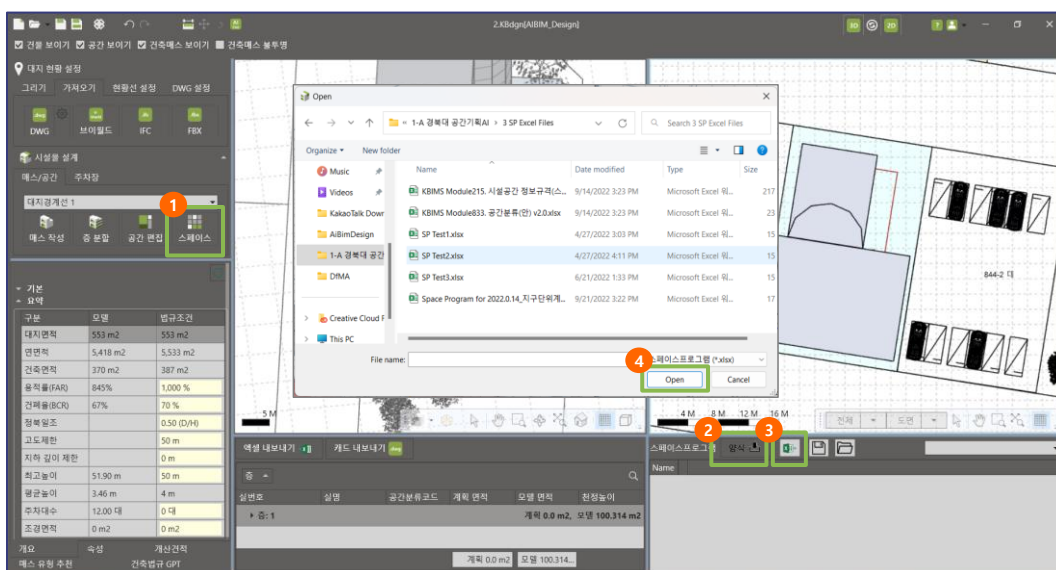 2.KBdgn[AIBIM_Design]
3D 2D
건물 보이기 공간 보이기 건축매스 보이기 건축매스 불투명
대지 현황 설정
그리기 가져오기 현황선 설정 DWG 설정
DWG 브이월드 IFC FBX
시설물 설계
매스/공간 주차장
대지경계선 1
1
매스 작성 층 분할 공간 편집 스페이스
기본
요약
구분 모델 법규조건
대지면적 553 m2 553 m2
연면적 5,418 m2 5,533 m2
건축면적 370 m2 387 m2
용적률(FAR) 845% 1,000 %
건폐율(BCR) 67% 70 %
정북일조 0.50 (D/H)
고도제한 50 m
지하 깊이 제한 0 m
최고높이 51.90 m 50 m
평균높이 3.46 m 4 m
주차대수 12.00 대 0 대
조경면적 0 m2 0 m2
개요 속성 개산견적
매스 유형 추천 건축법규 GPT
Open
« 1-A 경북대 공간기획AI › 3 SP Excel Files
Search 3 SP Excel Files
Organize New folder
Music
Videos
KakaoTalk Down
AiBimDesign
1-A 경북대 공간
DfMA
Creative Cloud F
This PC
Name Date modified Type Size
KBIMS Module215. 시설공간 정보규격(스... 9/14/2022 3:23 PM Microsoft Excel 워... 217
KBIMS Module833. 공간분류(안) v2.0.xlsx 9/14/2022 3:23 PM Microsoft Excel 워... 23
SP Test1.xlsx 4/27/2022 3:03 PM Microsoft Excel 워... 15
SP Test2.xlsx 4/27/2022 4:11 PM Microsoft Excel 워... 15
SP Test3.xlsx 6/21/2022 1:33 PM Microsoft Excel 워... 15
Space Program for 2022.0.14_지구단위계... 9/21/2022 3:22 PM Microsoft Excel 워... 17
File name: 스페이스프로그램 (*.xlsx)
4
Open Cancel
844-2 대
5 M
4 M 8 M 12 M 16 M
전체 도면
엑셀 내보내기 카드 내보내기
층
실번호 실명 공간분류코드 계획 면적 모델 면적 천정높이
층: 1 계획 0.0 m2, 모델 100.314 m2
계획 0.0 m2 모델 100.314...
2 3
스페이스프로그램 양식
Name